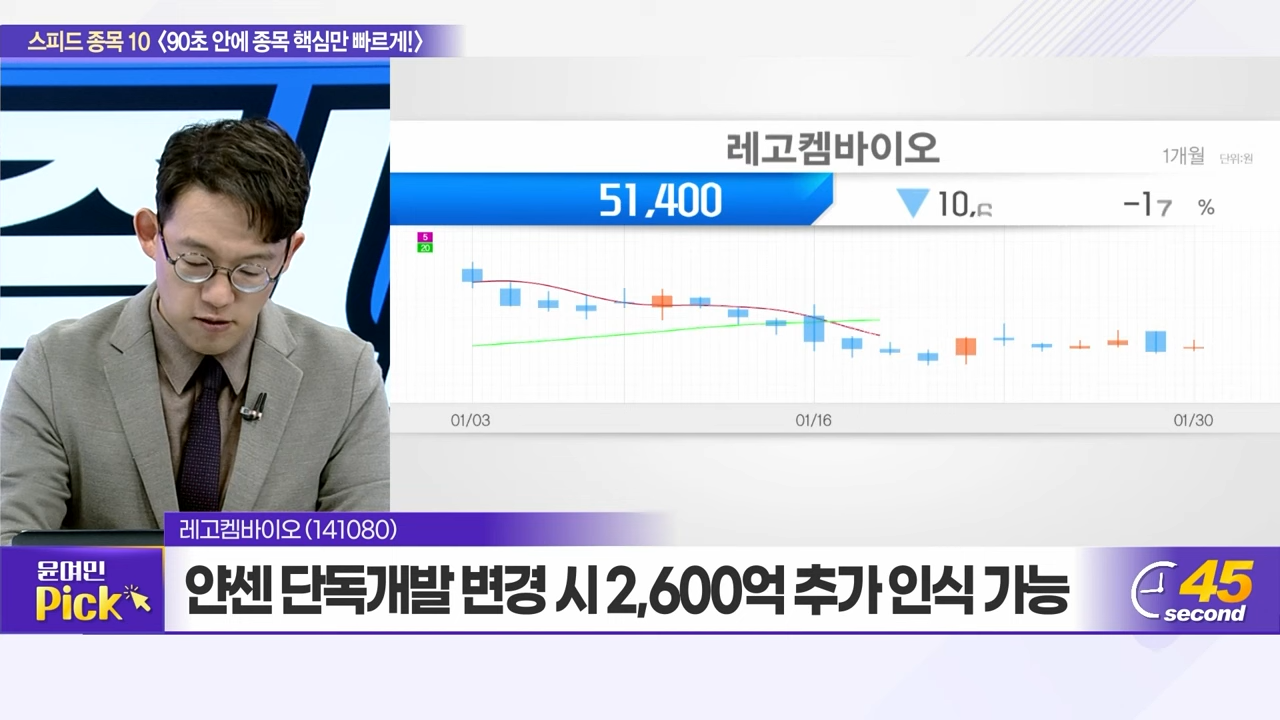 스피드 종목 10 〈90초 안에 종목 핵심만 빠르게!〉
레고켐바이오
1개월 단위:원
51,400 ▼ 10, -17 %
5
20
01/03 01/16 01/30
레고켐바이오 (141080)
윤여민
Pick
얀센 단독개발 변경 시 2,600억 추가 인식 가능
45
second